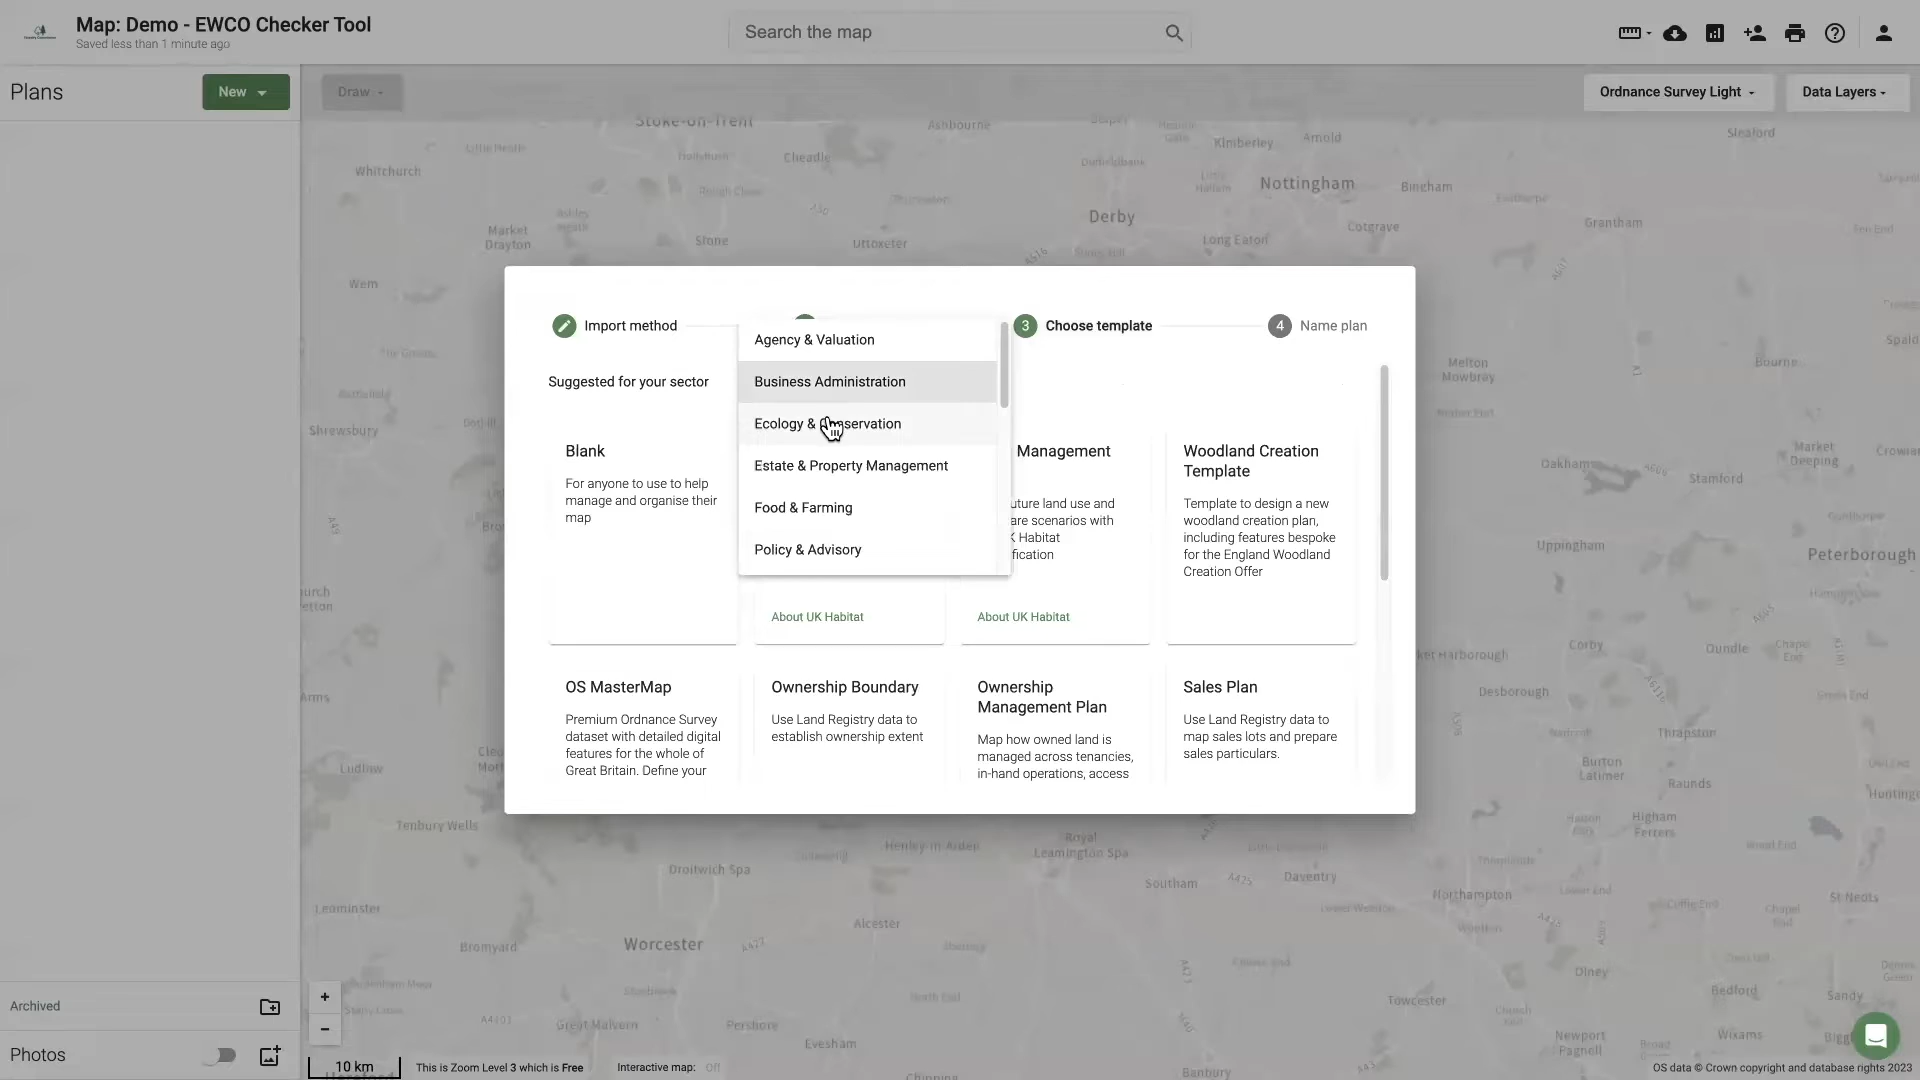 Map: Demo - EWCO Checker Tool
Saved less than 1 minute ago
Search the map
Plans
New
Draw
Ordnance Survey Light
Data Layers
Stoke-on-Trent
Ashbourne
Kimberley
Arnold
Sleaford
Whitchurch
Cheadle
Nottingham
Bingham
Derby
Grantham
Market
Drayton
Stone
Uttoxeter
Long Eaton
Cotgrave
Wem
Import method
3
Choose template
4
Name plan
Agency & Valuation
Suggested for your sector
Business Administration
Ecology &
servation
Estate & Property Management
Food & Farming
Policy & Advisory
Blank
For anyone to use to help
manage and organise their
map
Management
uture land use and
are scenarios with
K Habitat
fication
Woodland Creation
Template
Template to design a new
woodland creation plan,
including features bespoke
for the England Woodland
Creation Offer
About UK Habitat
About UK Habitat
OS MasterMap
Premium Ordnance Survey
dataset with detailed digital
features for the whole of
Great Britain. Define your
Ownership Boundary
Use Land Registry data to
establish ownership extent
Ownership
Management Plan
Map how owned land is
managed across tenancies,
in-hand operations, access
Sales Plan
Use Land Registry data to
map sales lots and prepare
sales particulars.
Melton
Mowbray
Bourne
Shrewsbury
Oakham
Stamford
Market
Deeping
Uppingham
Peterborough
Corby
Oundle
Desborough
Thrapston
Burton
Latimer
Raunds
Ludlow
Higham
Ferrers
Tenbury Wells
Henley-in-Arden
Royal
Leamington Spa
Droitwich Spa
Southam
A425
Daventry
Northampton
St Neots
Leominster
Alcester
Bromyard
Worcester
A422
Olney
Bedford
Sandy
Towcester
Great Malvern
Pershore
Evesham
Newport
Pagnell
Wixams
Banbury
Archived
Photos
+
−
10 km
This is Zoom Level 3 which is Free
Interactive map: Off
OS data © Crown copyright and database rights 2023